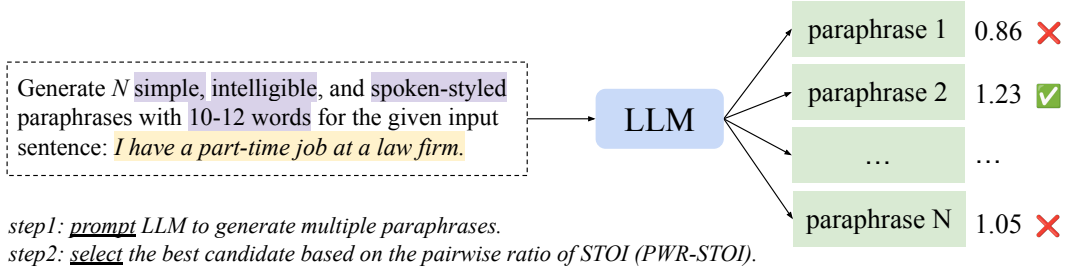 Generate N simple, intelligible, and spoken-styled
paraphrases with 10-12 words for the given input
sentence: I have a part-time job at a law firm.
LLM
paraphrase 1 0.86
paraphrase 2 1.23
... ...
paraphrase N 1.05
step1: prompt LLM to generate multiple paraphrases.
step2: select the best candidate based on the pairwise ratio of STOI (PWR-STOI).